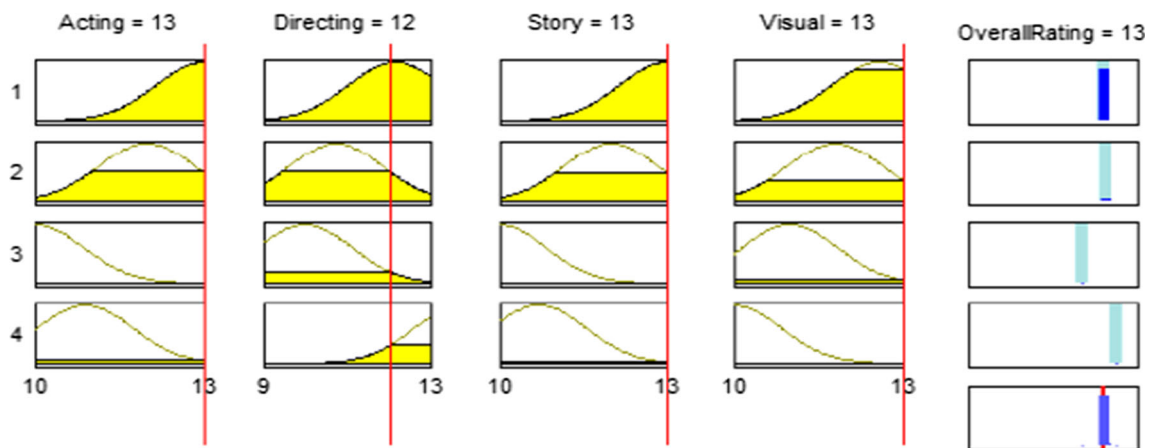 Acting = 13 Directing = 12 Story = 13 Visual = 13 OverallRating = 13
1
2
3
4
10 13 9 13 10 13 10 13